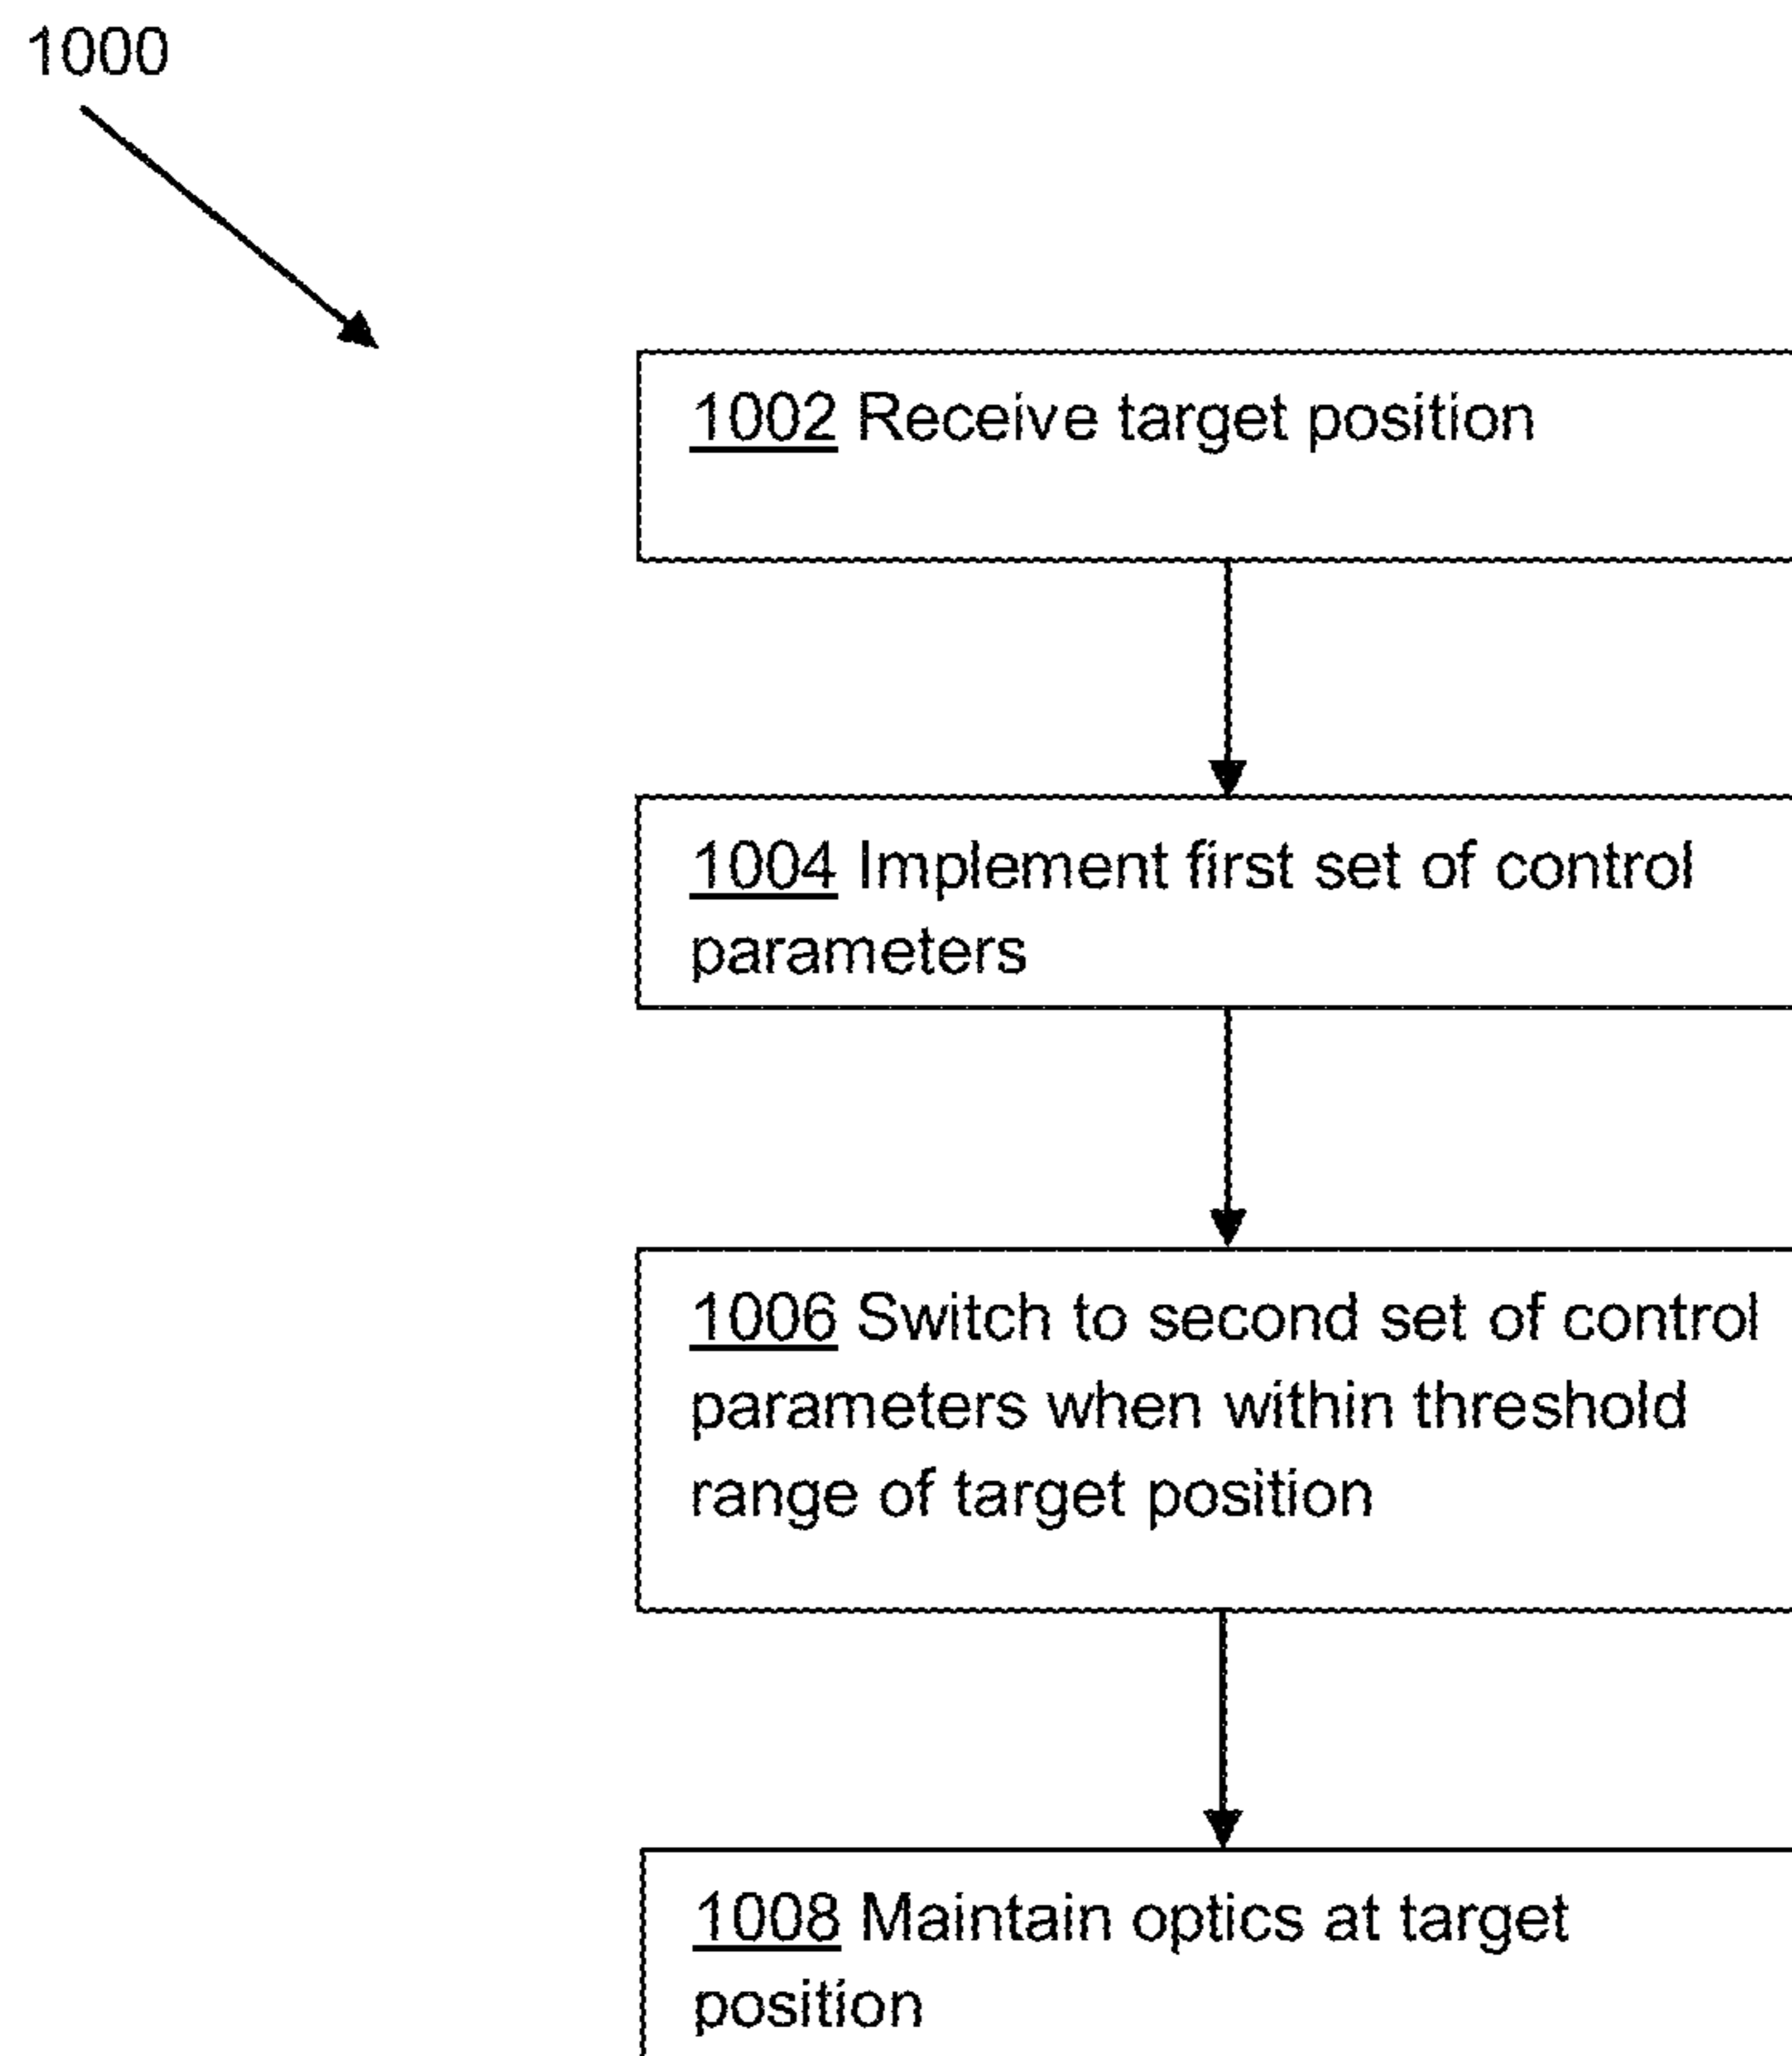 1000
1002 Receive target position
1004 Implement first set of control
parameters
1006 Switch to second set of control
parameters when within threshold
range of target position
1008 Maintain optics at target
position